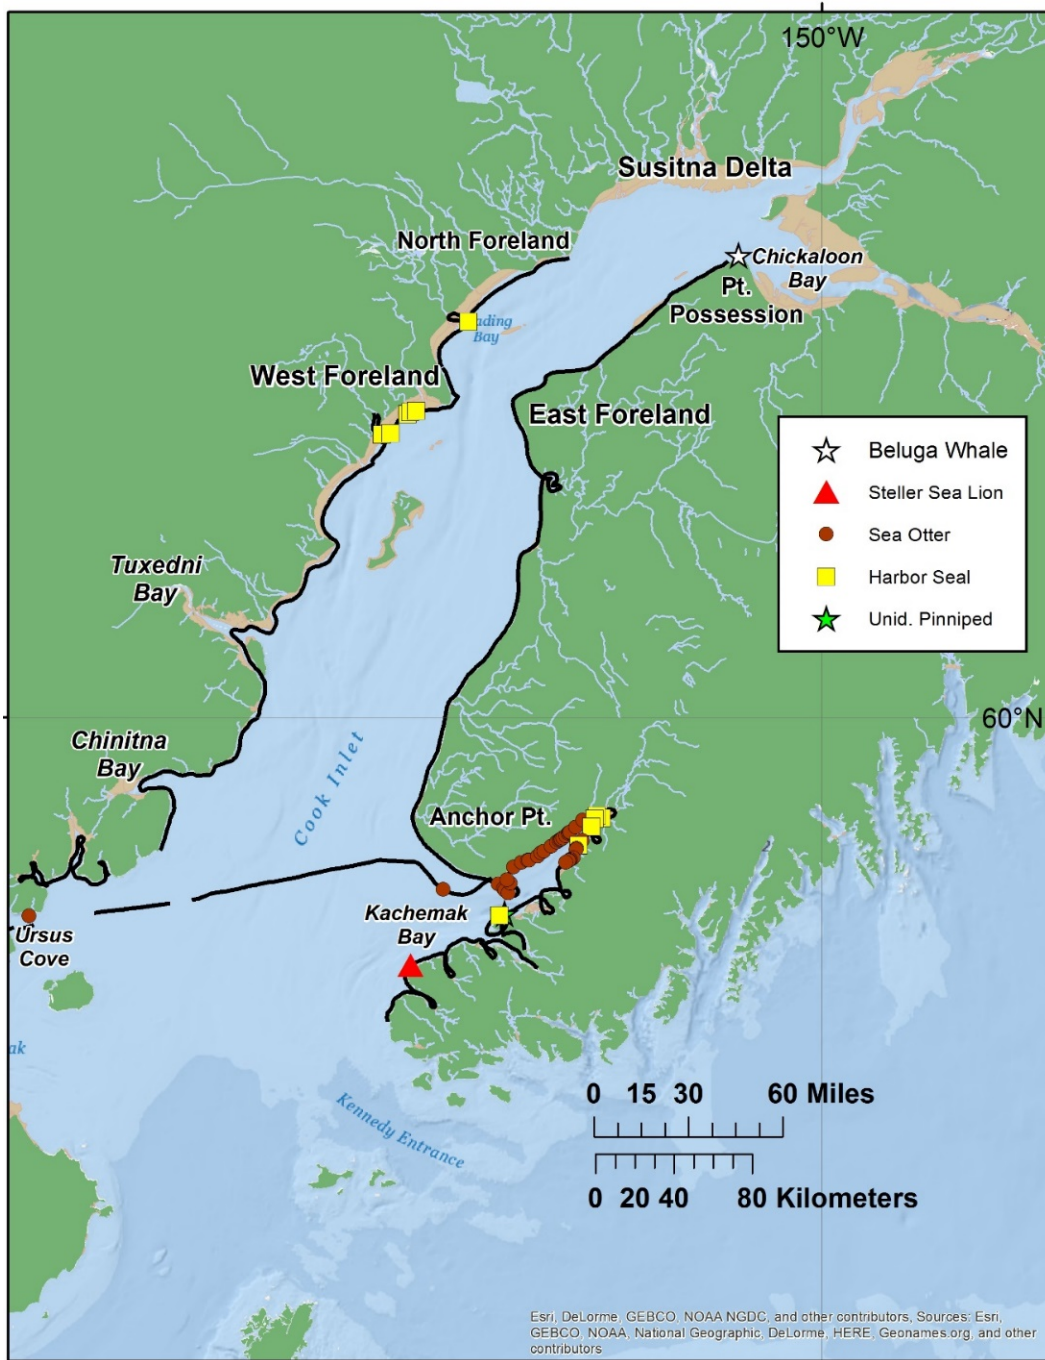 150°W
Susitna Delta
North Foreland
Chickaloon
Bay
Pt.
Possession
Bay
West Foreland
East Foreland
Beluga Whale
Steller Sea Lion
Sea Otter
Harbor Seal
Unid. Pinniped
Tuxedni
Bay
60°N
Chinitna
Bay
Cook Inlet
Anchor Pt.
Kachemak
Bay
Ursus
Cove
ak
Kennedy Entrance
0 15 30 60 Miles
0 20 40 80 Kilometers
Esri, DeLorme, GEBCO, NOAA NGDC, and other contributors, Sources: Esri,
GEBCO, NOAA, National Geographic, DeLorme, HERE, Geonames.org, and other
contributors